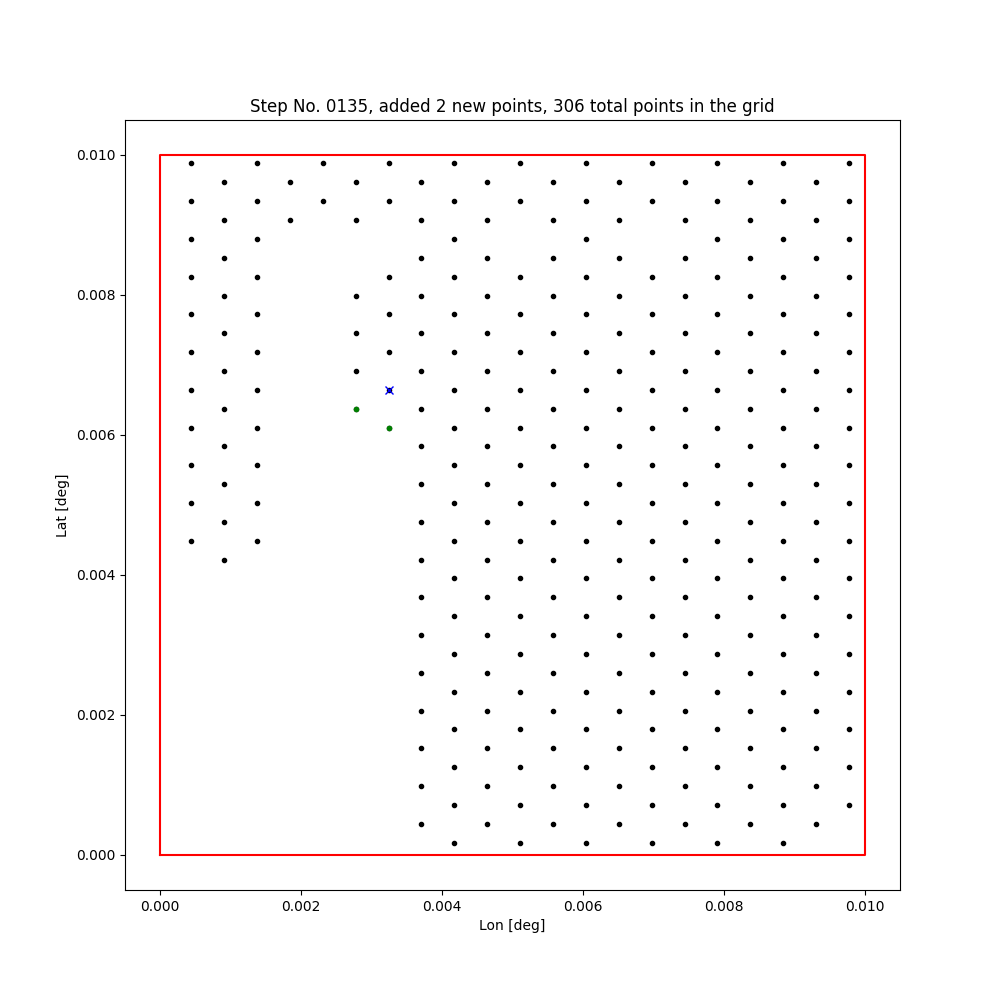 Step No. 0135, added 2 new points, 306 total points in the grid
0.010
0.008
0.006
0.004
0.002
0.000
Lat [deg]
0.000 0.002 0.004 0.006 0.008 0.010
Lon [deg]